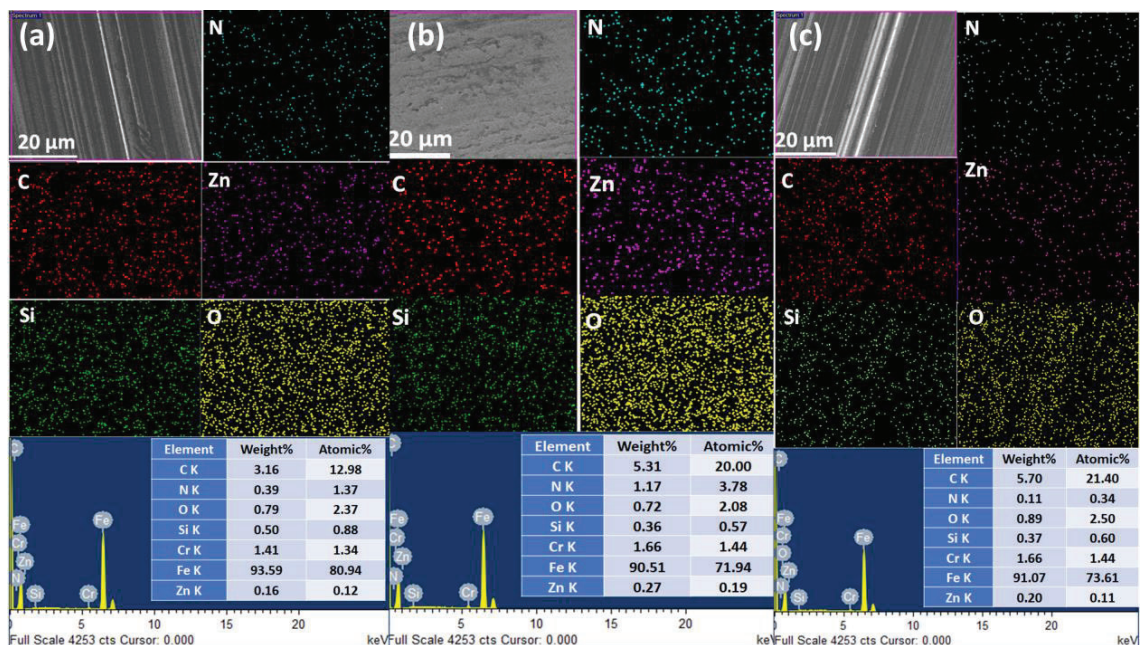 Spectrum 1
(a)
N
20 µm
C
Zn
Si
O
Element Weight% Atomic%
C K 3.16 12.98
N K 0.39 1.37
O K 0.79 2.37
Si K 0.50 0.88
Cr K 1.41 1.34
Fe K 93.59 80.94
Zn K 0.16 0.12
C
Fe
Cr
Zn
N
Si
Cr
Fe
0 5 10 15
Full Scale 4253 cts Cursor: 0.000 keV
(b)
N
20 µm
C
Zn
Si
O
Element Weight% Atomic%
C K 5.31 20.00
N K 1.17 3.78
O K 0.72 2.08
Si K 0.36 0.57
Cr K 1.66 1.44
Fe K 90.51 71.94
Zn K 0.27 0.19
C
Fe
Cr
Zn
N
Si
Cr
Fe
5 10 15 20
Full Scale 4253 cts Cursor: 0.000 keV
Spectrum 1
(c)
N
20 µm
C
Zn
Si
O
Element Weight% Atomic%
C K 5.70 21.40
N K 0.11 0.34
O K 0.89 2.50
Si K 0.37 0.60
Cr K 1.66 1.44
Fe K 91.07 73.61
Zn K 0.20 0.11
C
Fe
Cr
O
Zn
N
Si
Cr
Fe
0 5 10 15 20
Full Scale 4253 cts Cursor: 0.000 keV